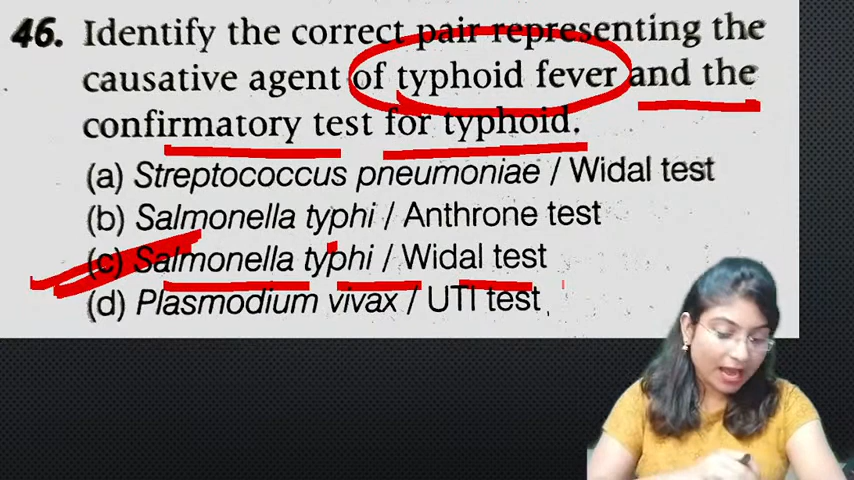 46. Identify the correct pair representing the
causative agent of typhoid fever and the
confirmatory test for typhoid.
(a) Streptococcus pneumoniae / Widal test
(b) Salmonella typhi / Anthrone test
(c) Salmonella typhi / Widal test
(d) Plasmodium vivax / UTI test